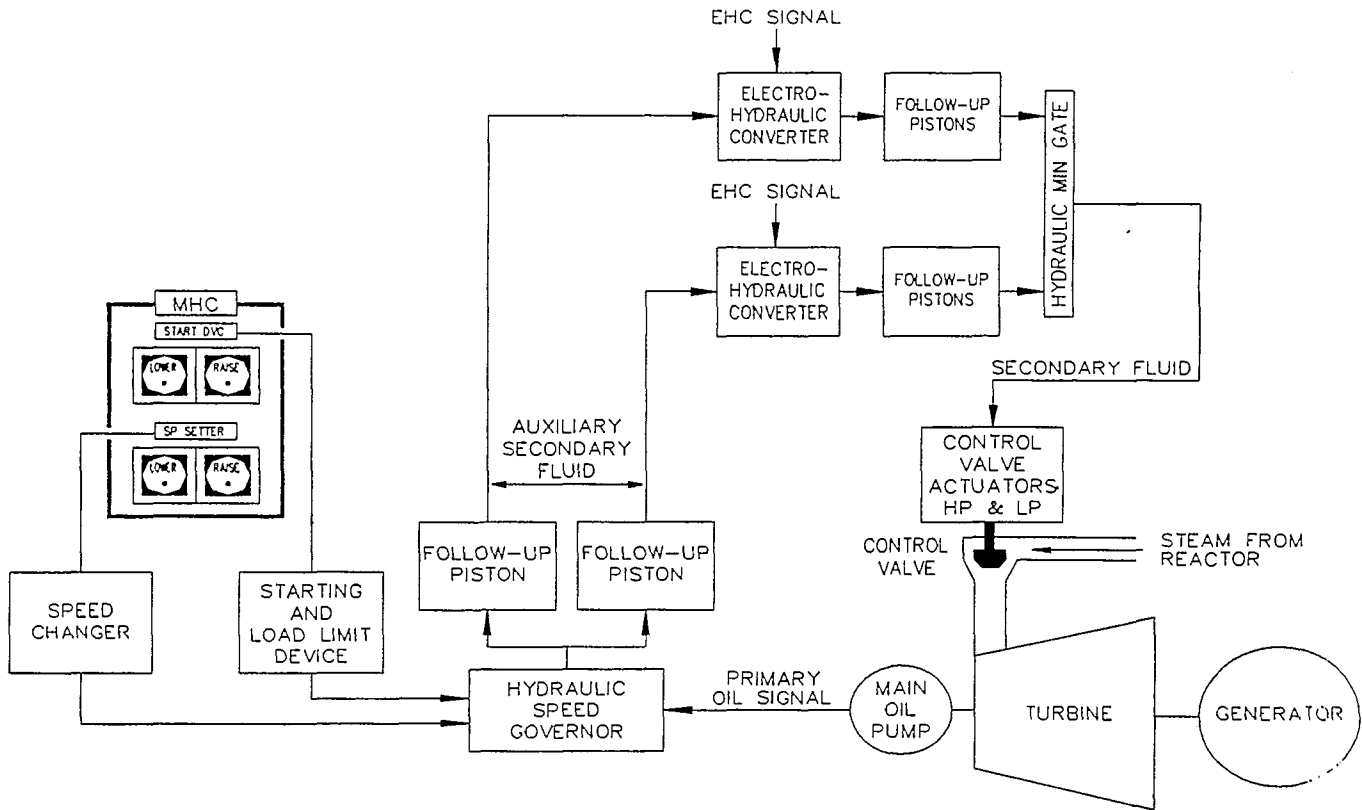 EHC SIGNAL
ELECTRO-
HYDRAULIC
CONVERTER
FOLLOW-UP
PISTONS
HYDRAULIC MIN GATE
EHC SIGNAL
ELECTRO-
HYDRAULIC
CONVERTER
FOLLOW-UP
PISTONS
MHC
START DVC
LOWER
RAISE
SP SETTER
LOWER
RAISE
SECONDARY FLUID
AUXILIARY
SECONDARY
FLUID
CONTROL
VALVE
ACTUATORS
HP & LP
CONTROL
VALVE
STEAM FROM
REACTOR
FOLLOW-UP
PISTON
FOLLOW-UP
PISTON
SPEED
CHANGER
STARTING
AND
LOAD LIMIT
DEVICE
HYDRAULIC
SPEED
GOVERNOR
PRIMARY
OIL SIGNAL
MAIN
OIL
PUMP
TURBINE
GENERATOR